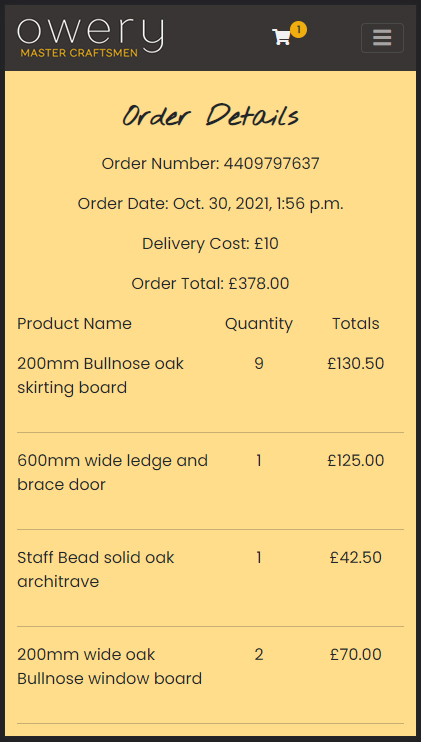 owery
MASTER CRAFTSMEN
1
Order Details
Order Number: 4409797637
Order Date: Oct. 30, 2021, 1:56 p.m.
Delivery Cost: £10
Order Total: £378.00
Product Name Quantity Totals
200mm Bullnose oak 9 £130.50
skirting board
600mm wide ledge and 1 £125.00
brace door
Staff Bead solid oak 1 £42.50
architrave
200mm wide oak 2 £70.00
Bullnose window board